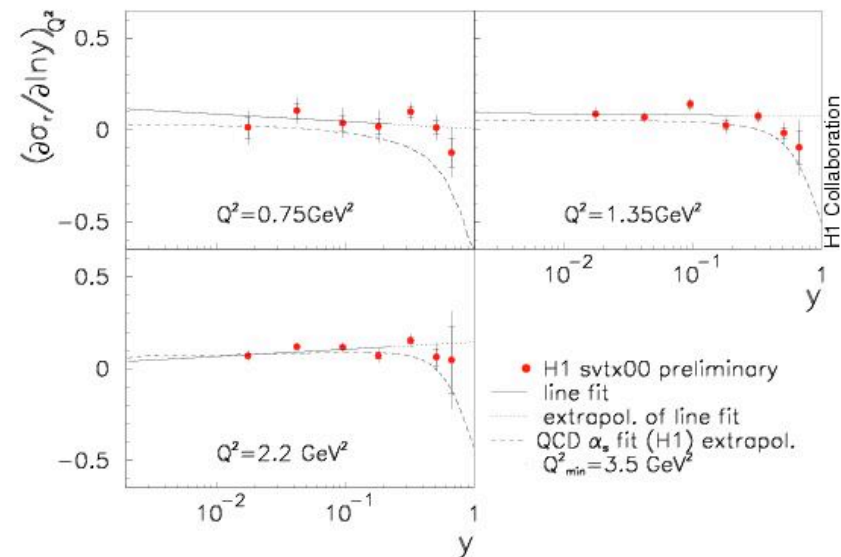 (∂σr/∂lny)Q²
0.5
0
−0.5
Q²=0.75GeV²
Q²=1.35GeV²
H1 Collaboration
10⁻²
10⁻¹
1
y
0.5
0
−0.5
Q²=2.2 GeV²
10⁻²
10⁻¹
1
y
H1 svtx00 preliminary
line fit
extrapol. of line fit
QCD αs fit (H1) extrapol.
Q²min=3.5 GeV²